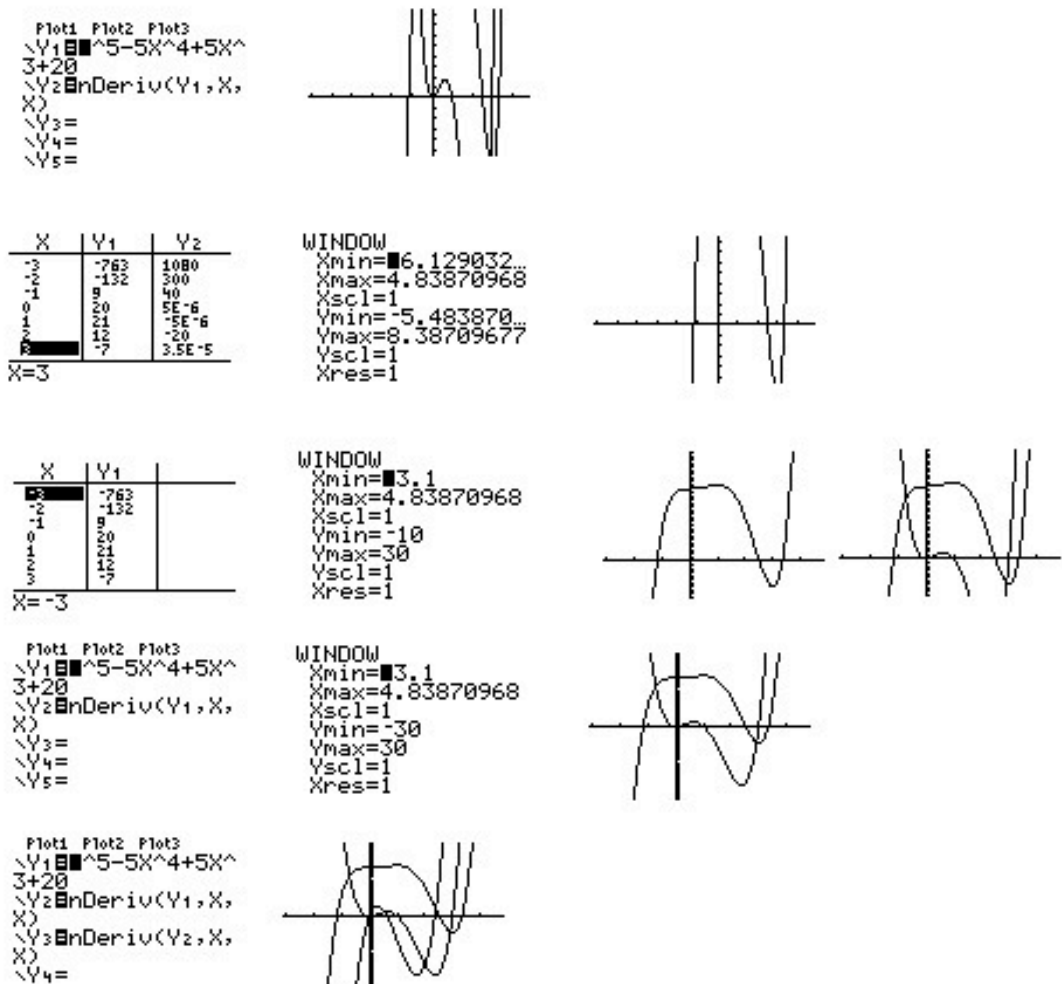 Plot1 Plot2 Plot3
\Y1=■^5-5X^4+5X^
3+20
\Y2=nDeriv(Y1,X,
X)
\Y3=
\Y4=
\Y5=
X Y1 Y2
-3 -763 1080
-2 -132 300
-1 9 40
0 20 5E-6
1 21 -5E-6
2 12 -20
3 -7 3.5E-5
X=3
WINDOW
Xmin=■6.129032…
Xmax=4.83870968
Xscl=1
Ymin=-5.483870…
Ymax=8.38709677
Yscl=1
Xres=1
X Y1
-3 -763
-2 -132
-1 9
0 20
1 21
2 12
3 -7
X=-3
WINDOW
Xmin=■3.1
Xmax=4.83870968
Xscl=1
Ymin=-10
Ymax=30
Yscl=1
Xres=1
Plot1 Plot2 Plot3
\Y1=■^5-5X^4+5X^
3+20
\Y2=nDeriv(Y1,X,
X)
\Y3=
\Y4=
\Y5=
WINDOW
Xmin=■3.1
Xmax=4.83870968
Xscl=1
Ymin=-30
Ymax=30
Yscl=1
Xres=1
Plot1 Plot2 Plot3
\Y1=■^5-5X^4+5X^
3+20
\Y2=nDeriv(Y1,X,
X)
\Y3=nDeriv(Y2,X,
X)
\Y4=